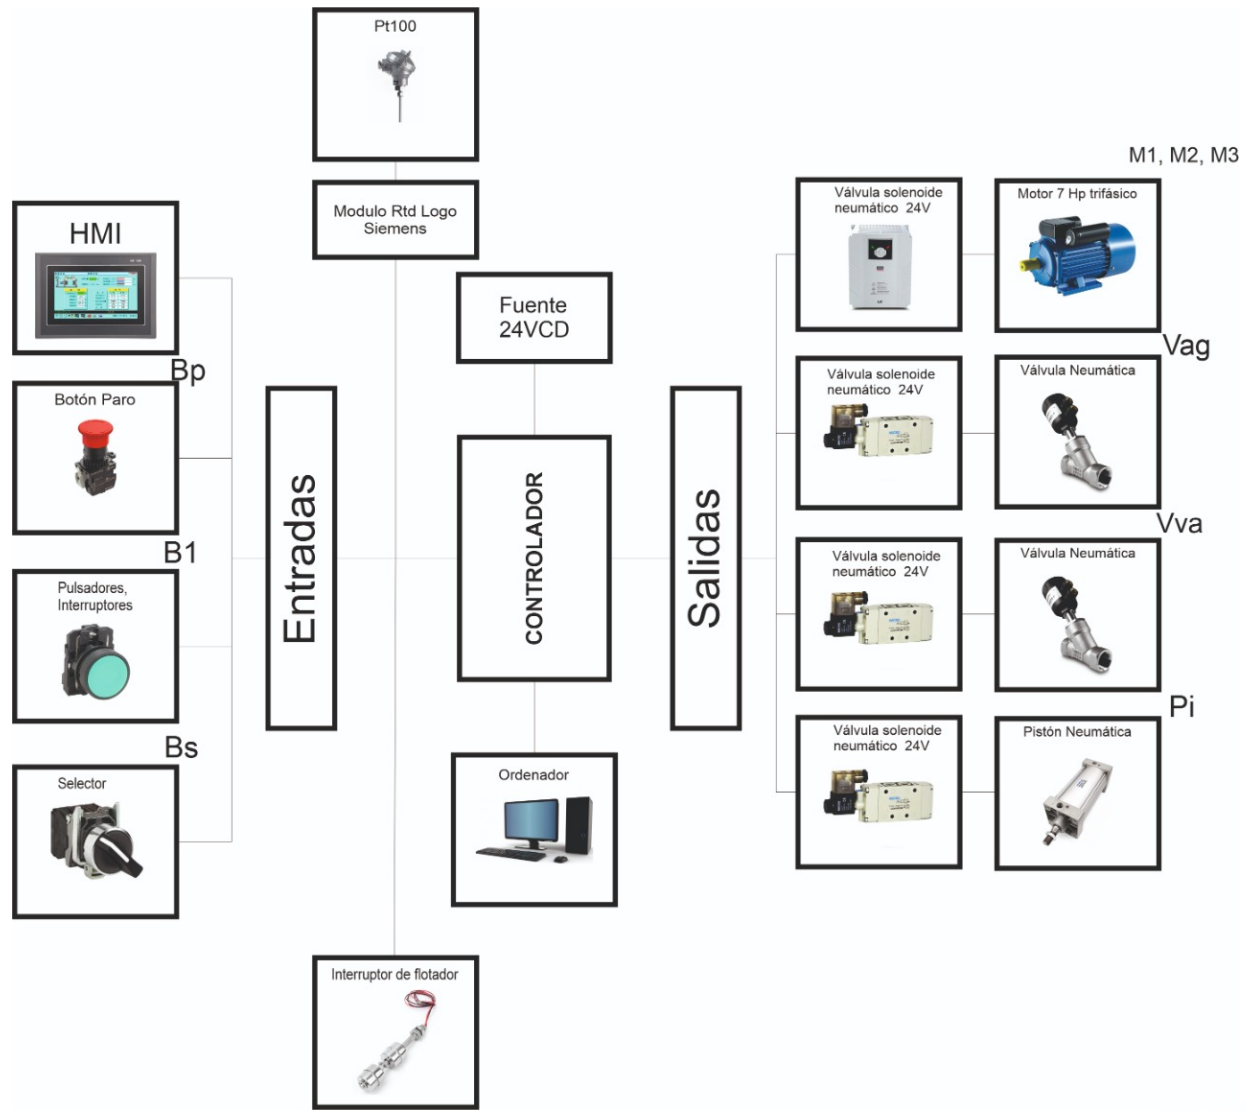 Pt100
M1, M2, M3
Modulo Rtd Logo
Siemens
HMI
Válvula solenoide
neumático 24V
Motor 7 Hp trifásico
Fuente
24VCD
Bp
Botón Paro
Vag
Válvula solenoide
neumático 24V
Válvula Neumática
Entradas
CONTROLADOR
Salidas
B1
Pulsadores,
Interruptores
Vva
Válvula solenoide
neumático 24V
Válvula Neumática
Bs
Selector
Pi
Válvula solenoide
neumático 24V
Pistón Neumática
Ordenador
Interruptor de flotador